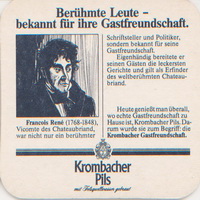 Berühmte Leute –
bekannt für ihre Gastfreundschaft.
Schriftsteller und Politiker,
sondern bekannt für seine
Gastfreundschaft.
Eigenhändig bereitete er
seinen Gästen die leckersten
Gerichte und gilt als Erfinder
des weltberühmten Chateau-
briand.
Francois René (1768-1848),
Vicomte des Chateaubriand,
war nicht nur ein berühmter
Heute genießt man überall,
wo echte Gastfreundschaft zu
Hause ist, Krombacher Pils. Da-
rum wurde sie zum Begriff: die
Krombacher Gastfreundschaft.
Krombacher
Pils
mit Felsquellwasser gebraut